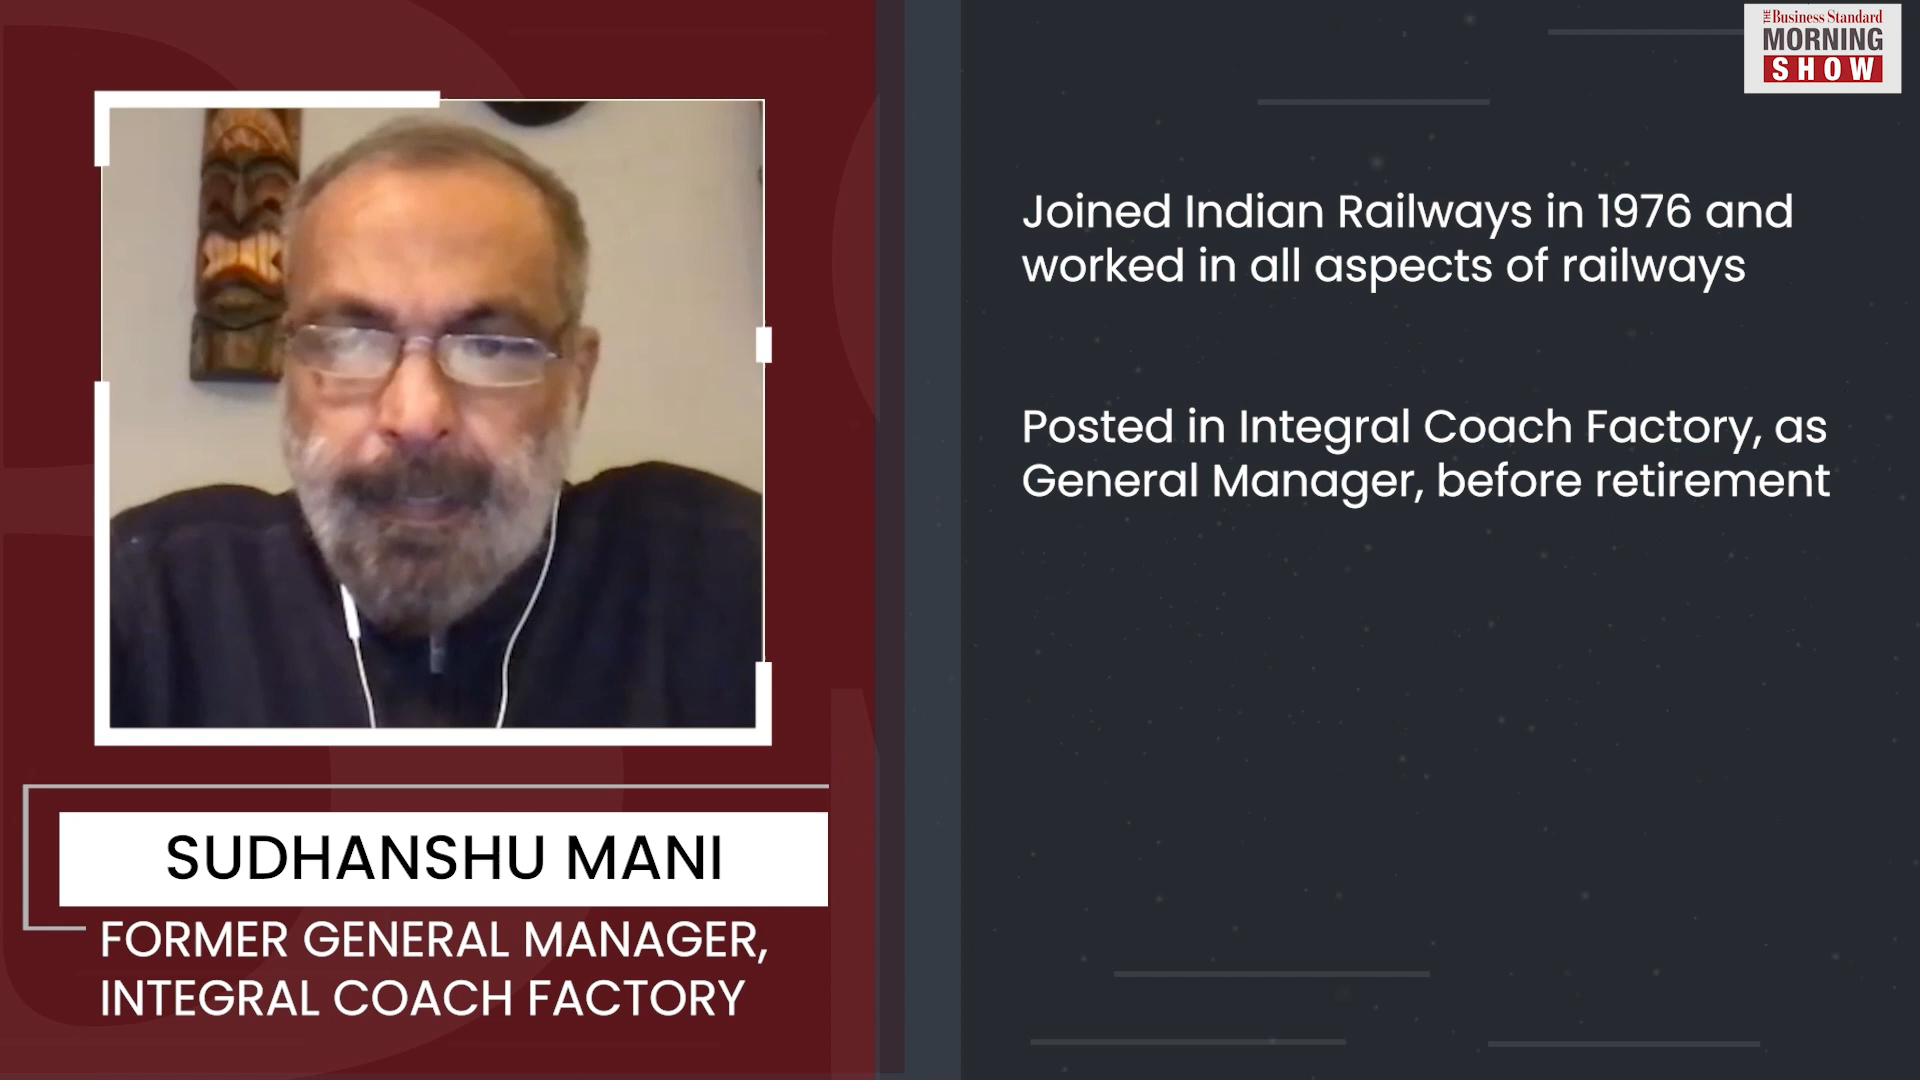 THE Business Standard
MORNING
SHOW
Joined Indian Railways in 1976 and
worked in all aspects of railways
Posted in Integral Coach Factory, as
General Manager, before retirement
SUDHANSHU MANI
FORMER GENERAL MANAGER,
INTEGRAL COACH FACTORY